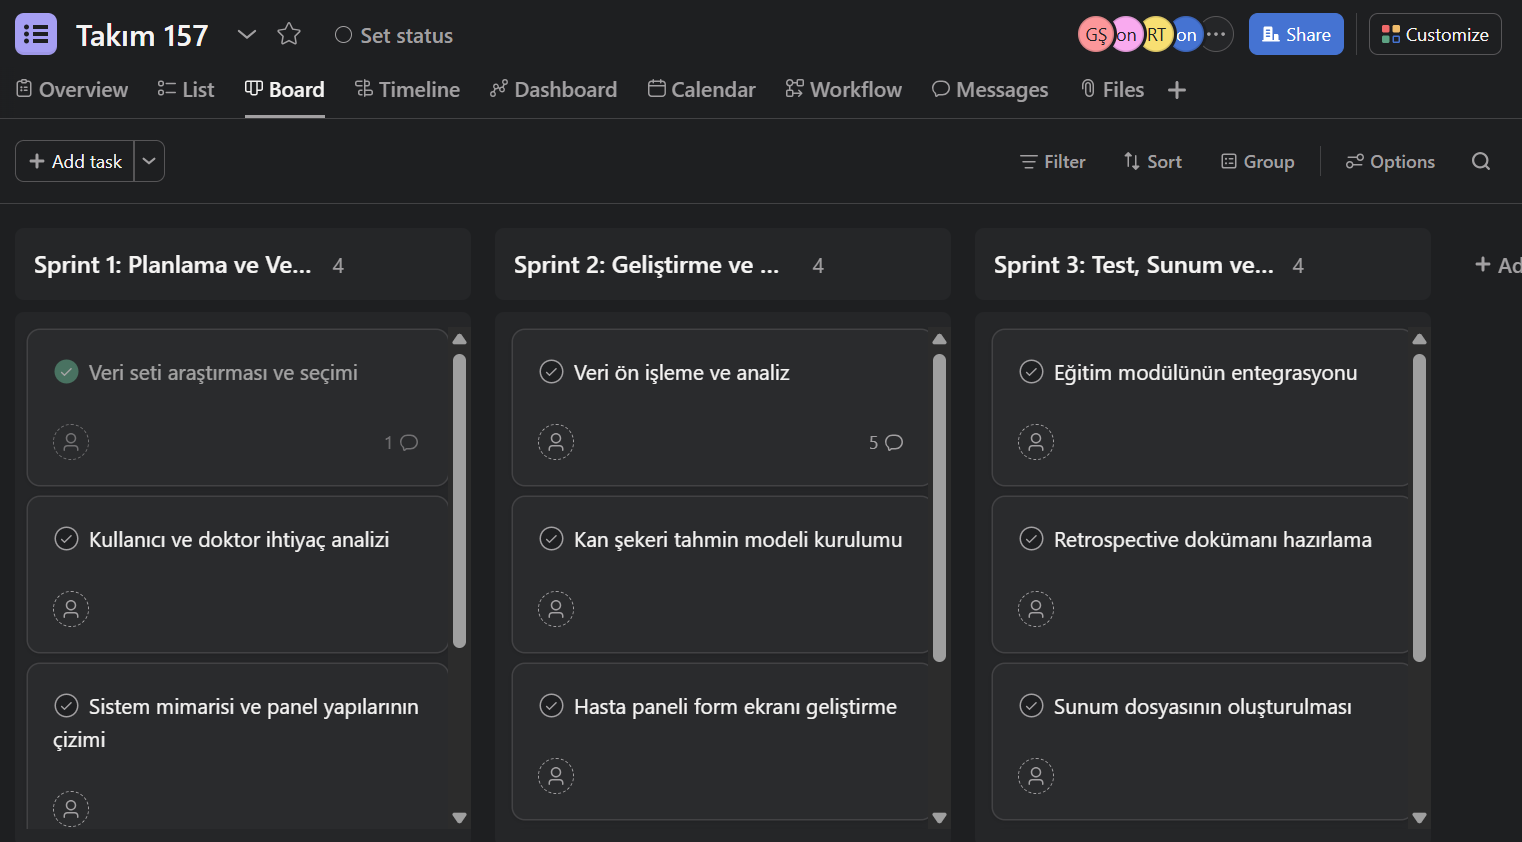 Takım 157
Set status
GŞ
on
RT
on
Share
Customize
Overview
List
Board
Timeline
Dashboard
Calendar
Workflow
Messages
Files
Add task
Filter
Sort
Group
Options
Sprint 1: Planlama ve Ve... 4
Veri seti araştırması ve seçimi
1
Kullanıcı ve doktor ihtiyaç analizi
Sistem mimarisi ve panel yapılarının
çizimi
Sprint 2: Geliştirme ve ... 4
Veri ön işleme ve analiz
5
Kan şekeri tahmin modeli kurulumu
Hasta paneli form ekranı geliştirme
Sprint 3: Test, Sunum ve... 4
Eğitim modülünün entegrasyonu
Retrospective dokümanı hazırlama
Sunum dosyasının oluşturulması
+ Ad